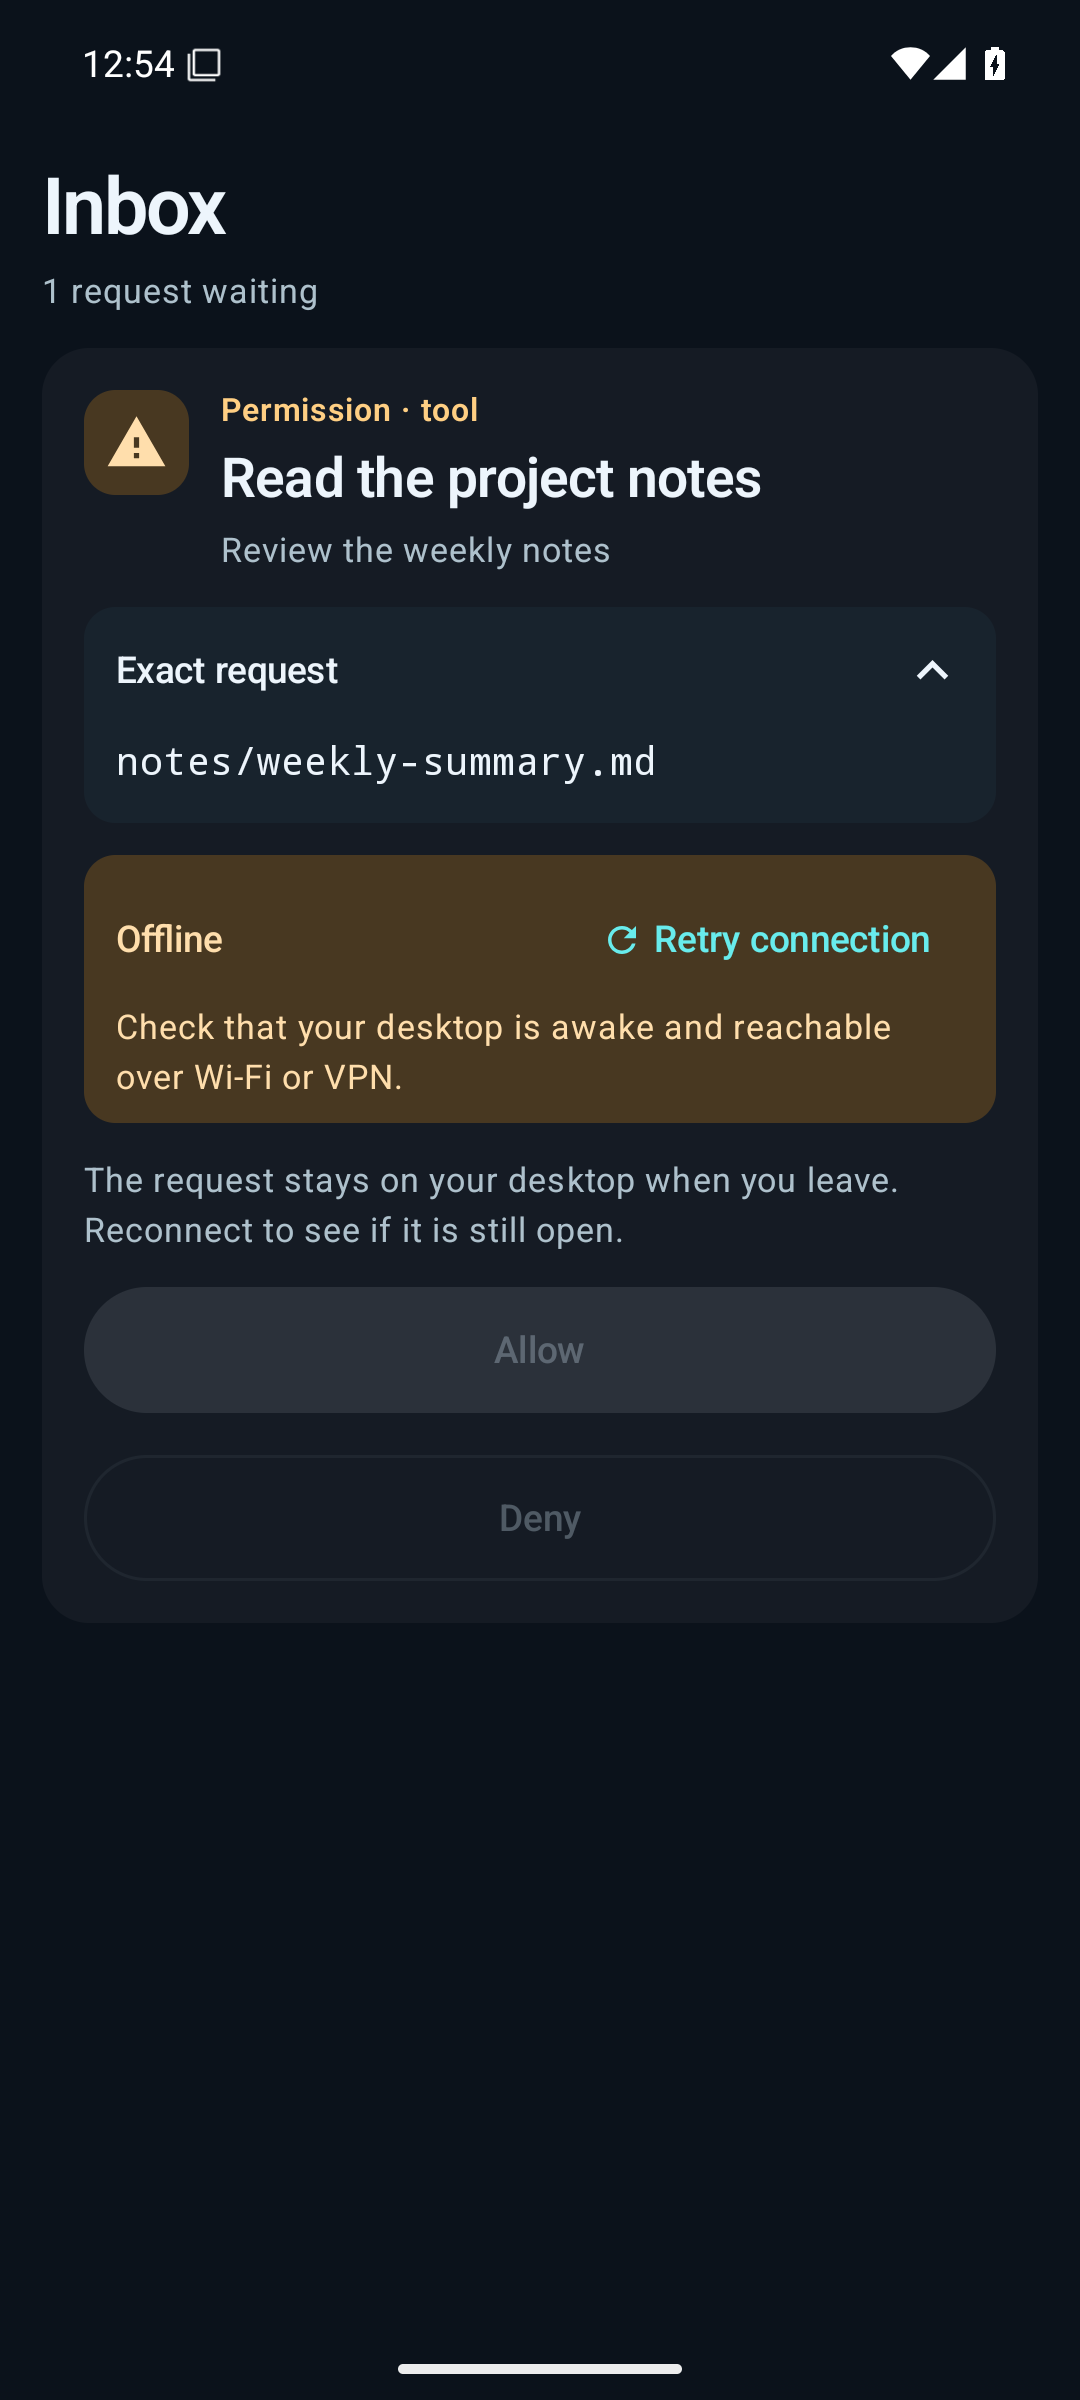 12:54
Inbox
1 request waiting
Permission · tool
Read the project notes
Review the weekly notes
Exact request
notes/weekly-summary.md
Offline
Retry connection
Check that your desktop is awake and reachable
over Wi-Fi or VPN.
The request stays on your desktop when you leave.
Reconnect to see if it is still open.
Allow
Deny